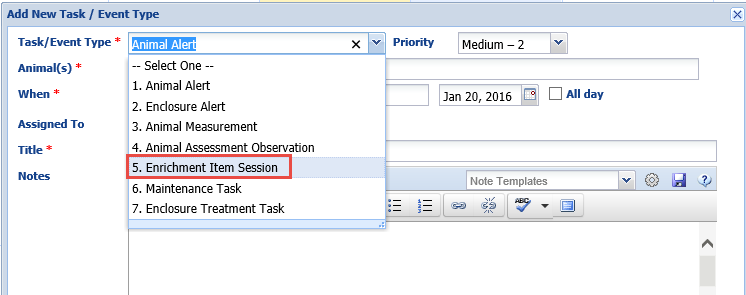 Add New Task / Event Type
Task/Event Type * Animal Alert Priority Medium – 2
Animal(s) *
-- Select One --
1. Animal Alert
When *
2. Enclosure Alert
Jan 20, 2016 All day
Assigned To
3. Animal Measurement
Title *
4. Animal Assessment Observation
Notes
5. Enrichment Item Session
Note Templates
6. Maintenance Task
7. Enclosure Treatment Task
ABC